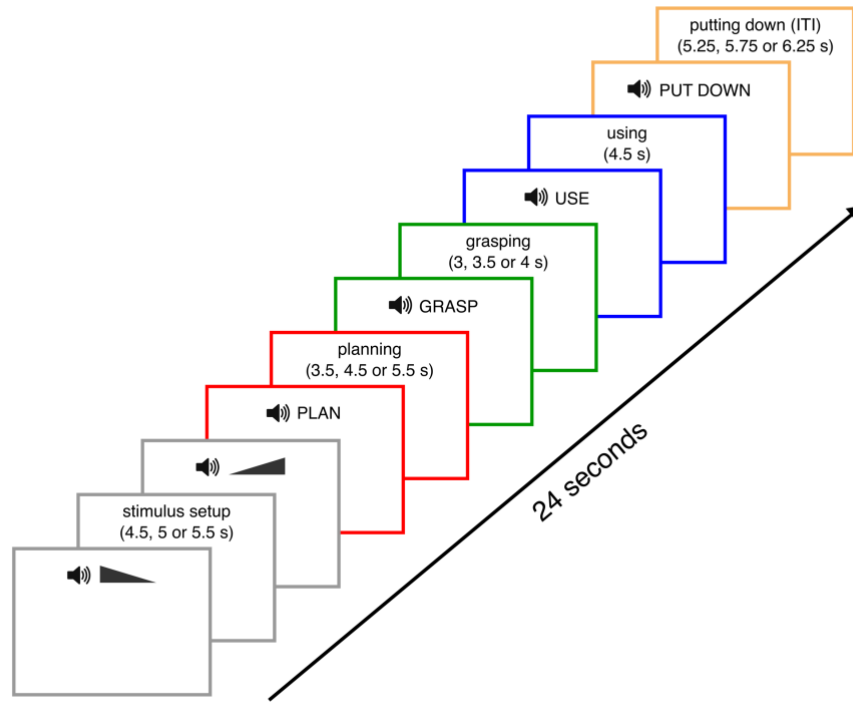 putting down (ITI)
(5.25, 5.75 or 6.25 s)
PUT DOWN
using
(4.5 s)
USE
grasping
(3, 3.5 or 4 s)
GRASP
planning
(3.5, 4.5 or 5.5 s)
PLAN
stimulus setup
(4.5, 5 or 5.5 s)
24 seconds